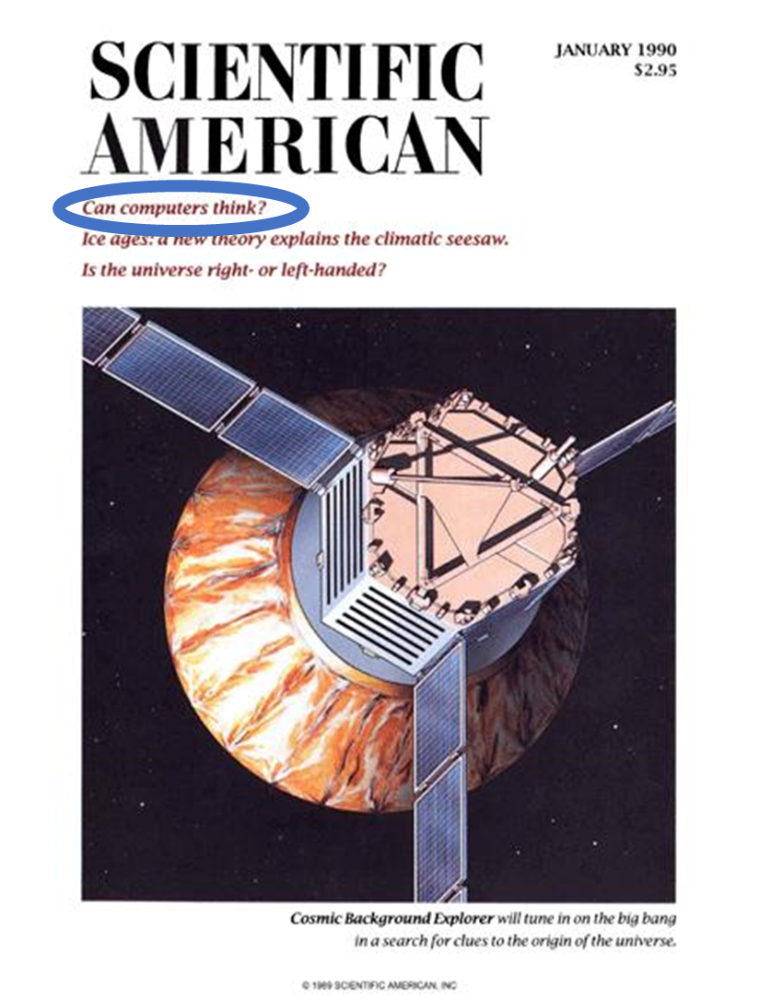 SCIENTIFIC
AMERICAN
JANUARY 1990
$2.95
Can computers think?
Ice ages: a new theory explains the climatic seesaw.
Is the universe right- or left-handed?
Cosmic Background Explorer will tune in on the big bang
in a search for clues to the origin of the universe.
© 1989 SCIENTIFIC AMERICAN, INC